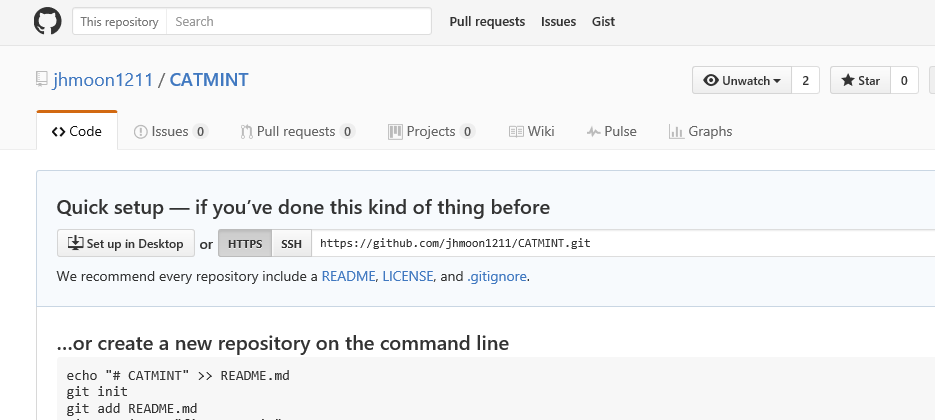 This repository Search Pull requests Issues Gist
jhmoon1211 / CATMINT Unwatch 2 Star 0
Code Issues 0 Pull requests 0 Projects 0 Wiki Pulse Graphs
Quick setup — if you’ve done this kind of thing before
Set up in Desktop or HTTPS SSH https://github.com/jhmoon1211/CATMINT.git
We recommend every repository include a README, LICENSE, and .gitignore.
…or create a new repository on the command line
echo "# CATMINT" >> README.md
git init
git add README.md